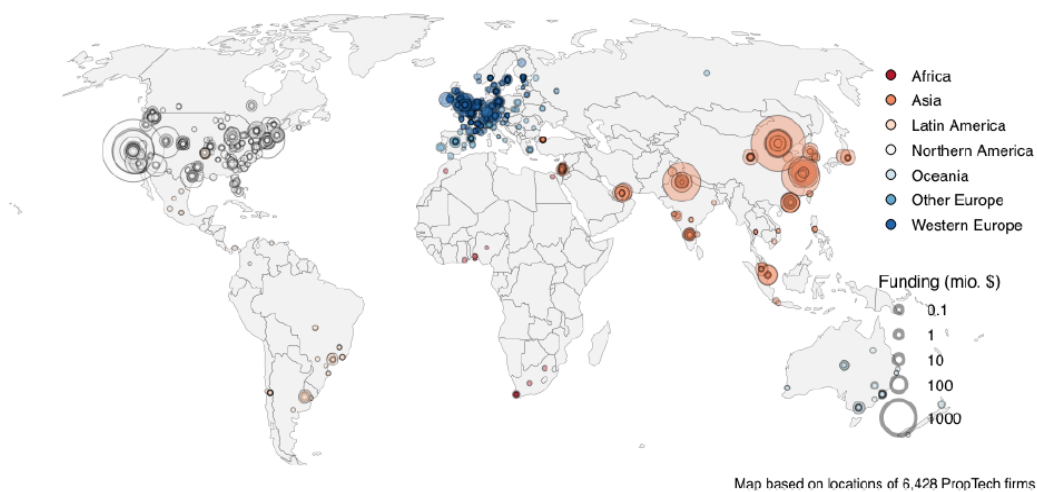 Africa
Asia
Latin America
Northern America
Oceania
Other Europe
Western Europe
Funding (mio. $)
0.1
1
10
100
1000
Map based on locations of 6,428 PropTech firms